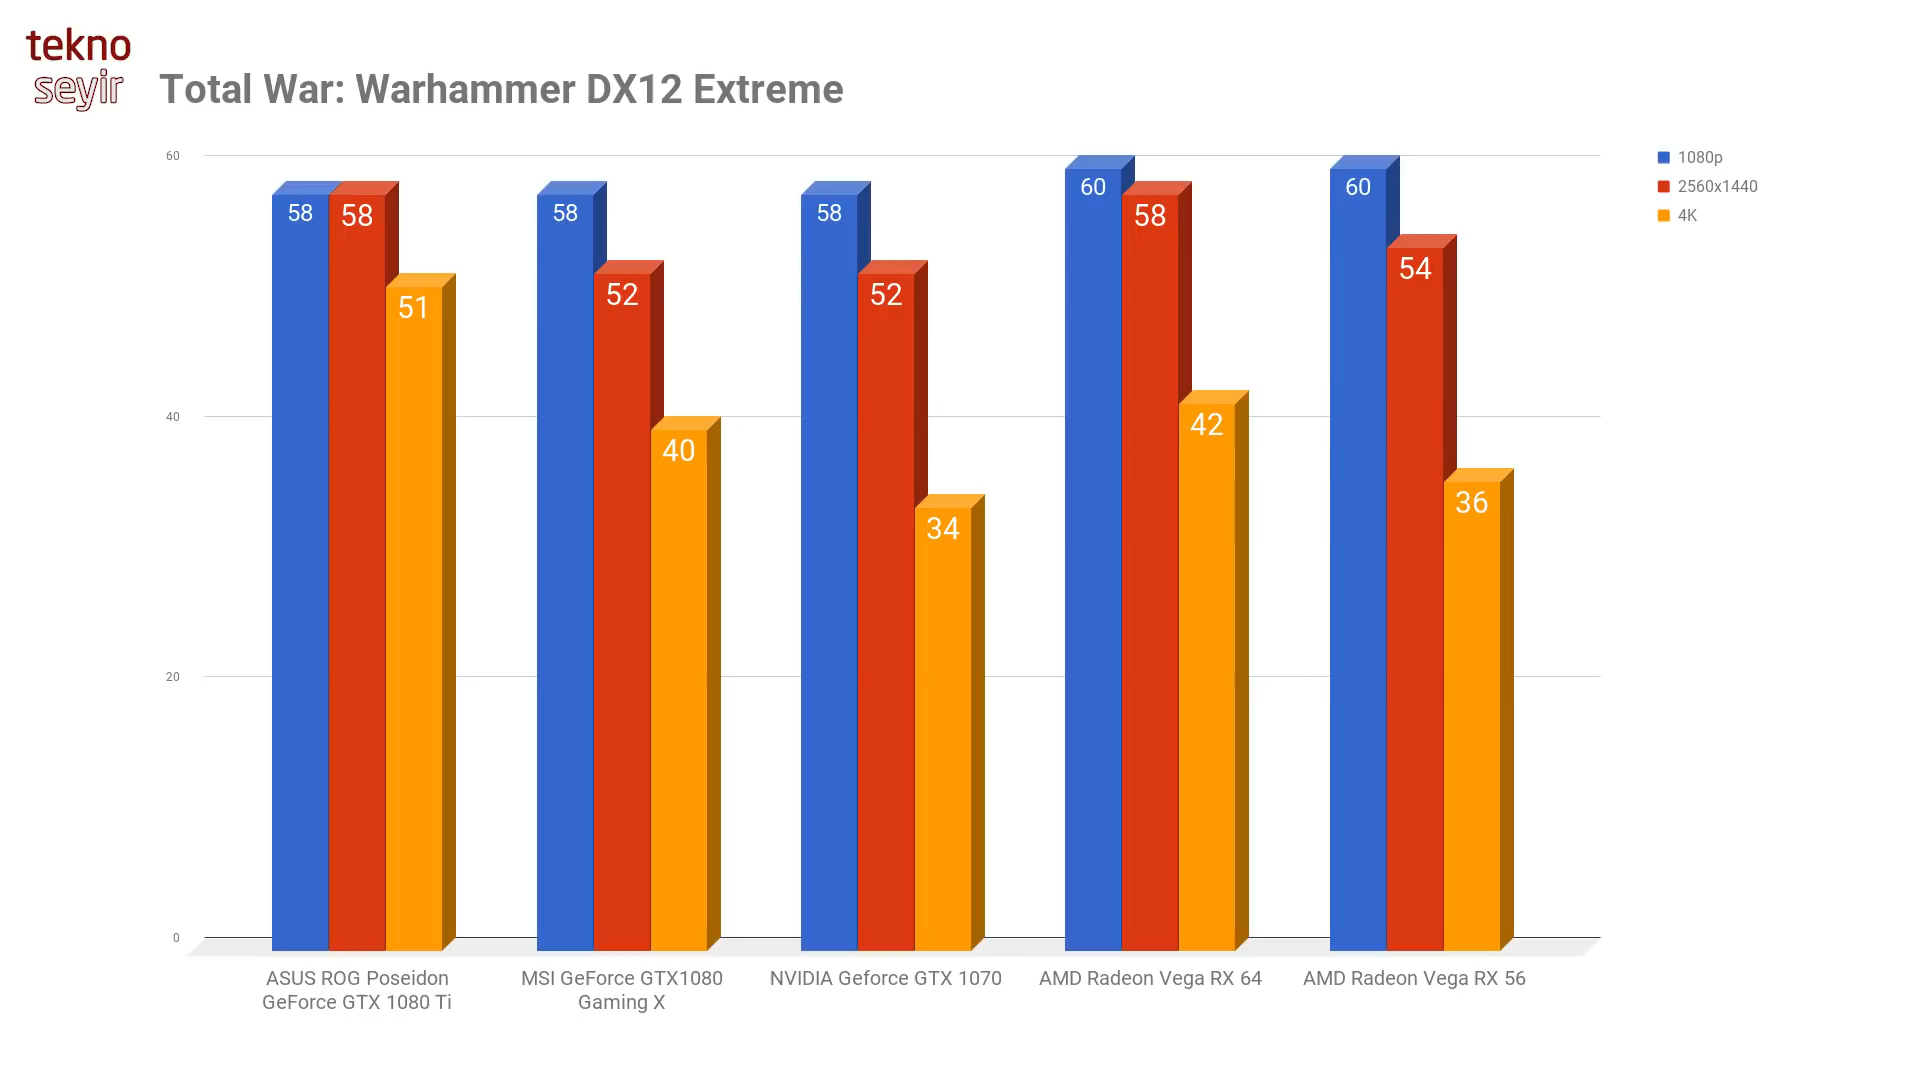 tekno
seyir
Total War: Warhammer DX12 Extreme
60
40
20
0
1080p
2560x1440
4K
58
58
51
58
52
40
58
52
34
60
58
42
60
54
36
ASUS ROG Poseidon
GeForce GTX 1080 Ti
MSI GeForce GTX1080
Gaming X
NVIDIA Geforce GTX 1070
AMD Radeon Vega RX 64
AMD Radeon Vega RX 56